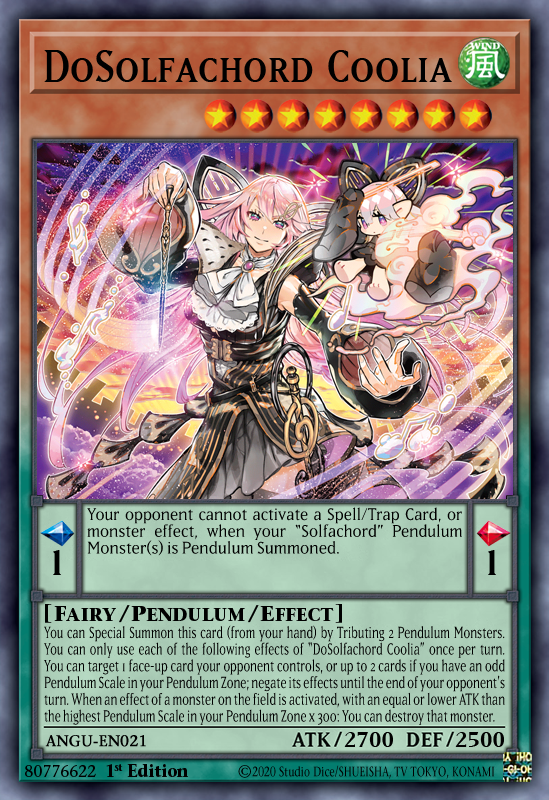 DoSolfachord Coolia
WIND
風
Your opponent cannot activate a Spell/Trap Card, or
monster effect, when your "Solfachord" Pendulum
Monster(s) is Pendulum Summoned.
1
1
[Fairy/Pendulum/Effect]
You can Special Summon this card (from your hand) by Tributing 2 Pendulum Monsters.
You can only use each of the following effects of "DoSolfachord Coolia" once per turn.
You can target 1 face-up card your opponent controls, or up to 2 cards if you have an odd
Pendulum Scale in your Pendulum Zone; negate its effects until the end of your opponent's
turn. When an effect of a monster on the field is activated, with an equal or lower ATK than
the highest Pendulum Scale in your Pendulum Zone x 300: You can destroy that monster.
ANGU-EN021
ATK/2700 DEF/2500
80776622 1st Edition
©2020 Studio Dice/SHUEISHA, TV TOKYO, KONAMI